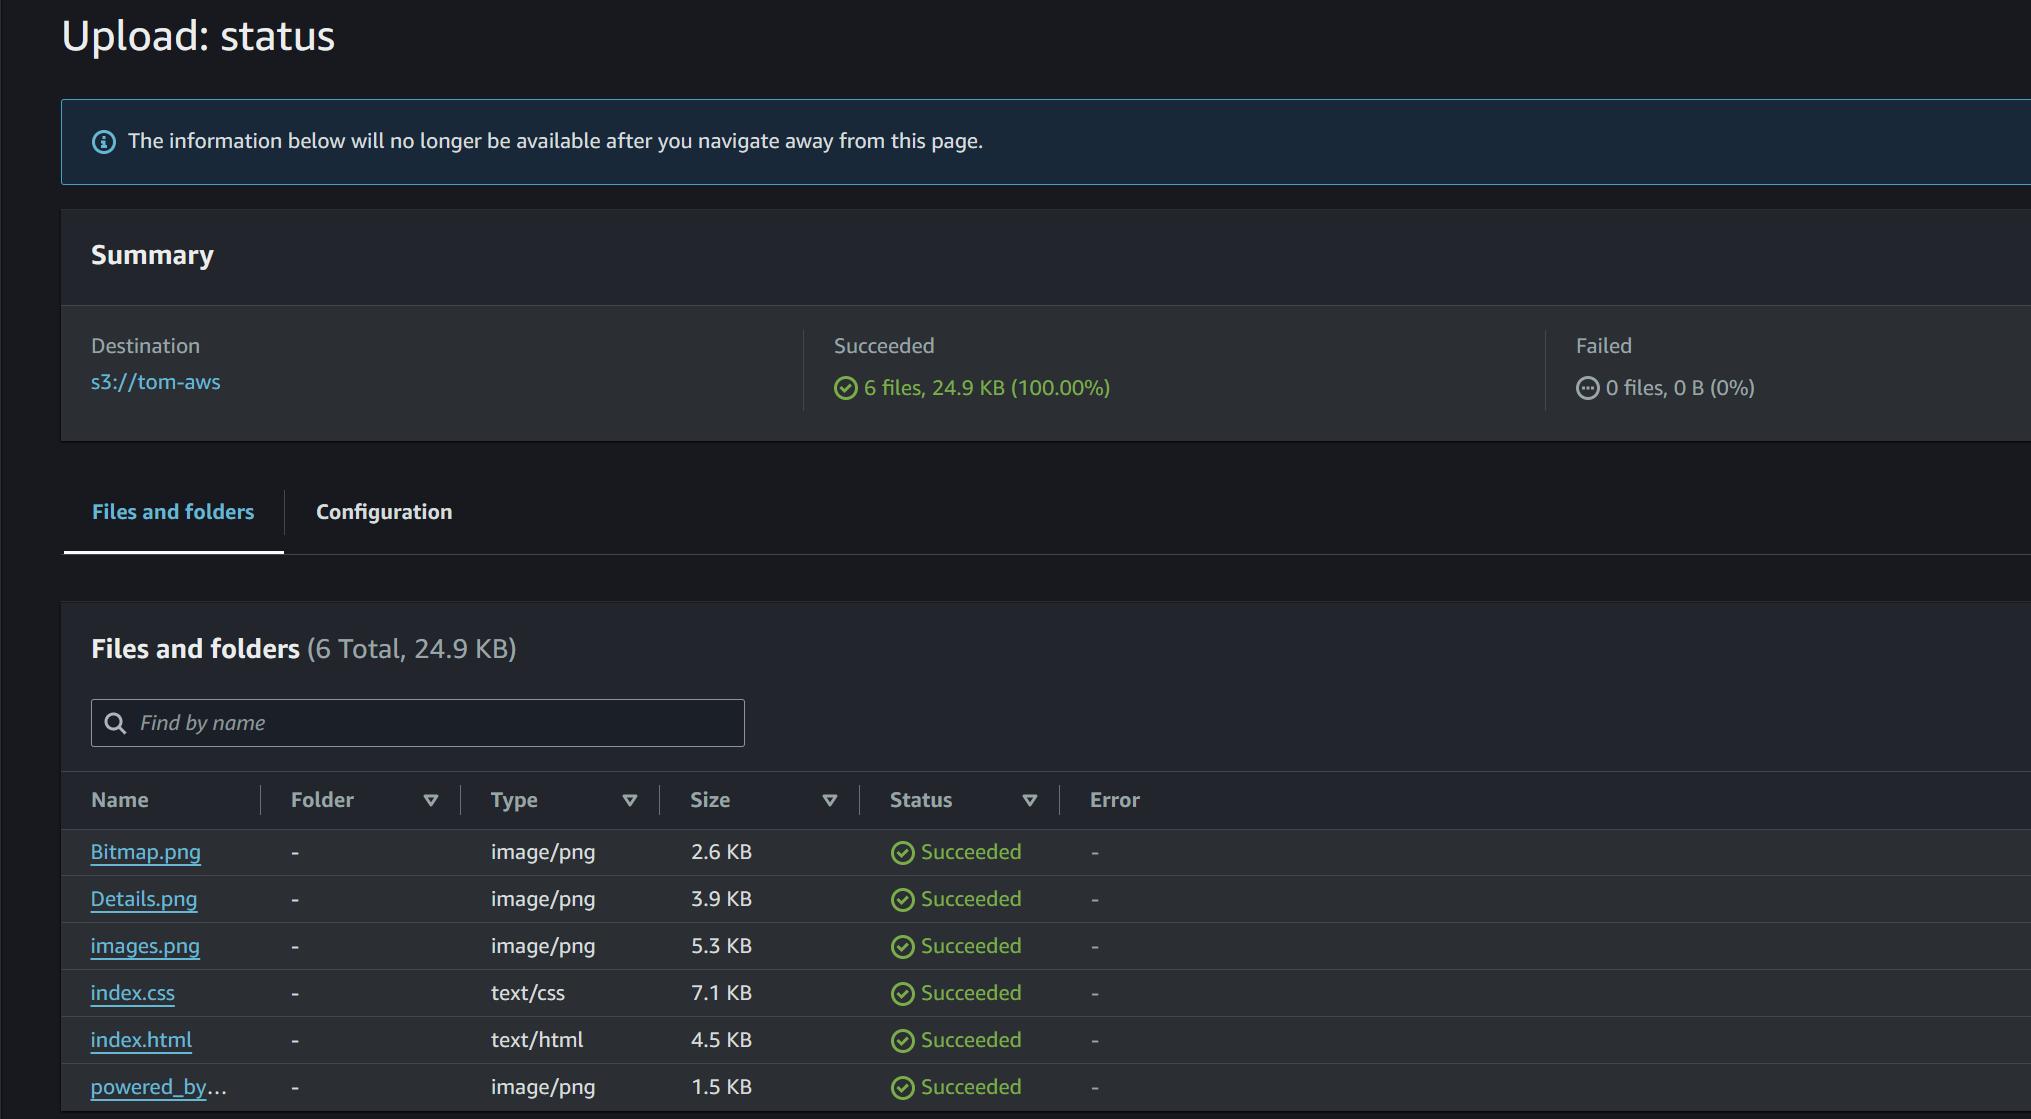 Upload: status
The information below will no longer be available after you navigate away from this page.
Summary
Destination
s3://tom-aws
Succeeded
6 files, 24.9 KB (100.00%)
Failed
0 files, 0 B (0%)
Files and folders
Configuration
Files and folders (6 Total, 24.9 KB)
Find by name
Name Folder Type Size Status Error
Bitmap.png - image/png 2.6 KB Succeeded -
Details.png - image/png 3.9 KB Succeeded -
images.png - image/png 5.3 KB Succeeded -
index.css - text/css 7.1 KB Succeeded -
index.html - text/html 4.5 KB Succeeded -
powered_by... - image/png 1.5 KB Succeeded -